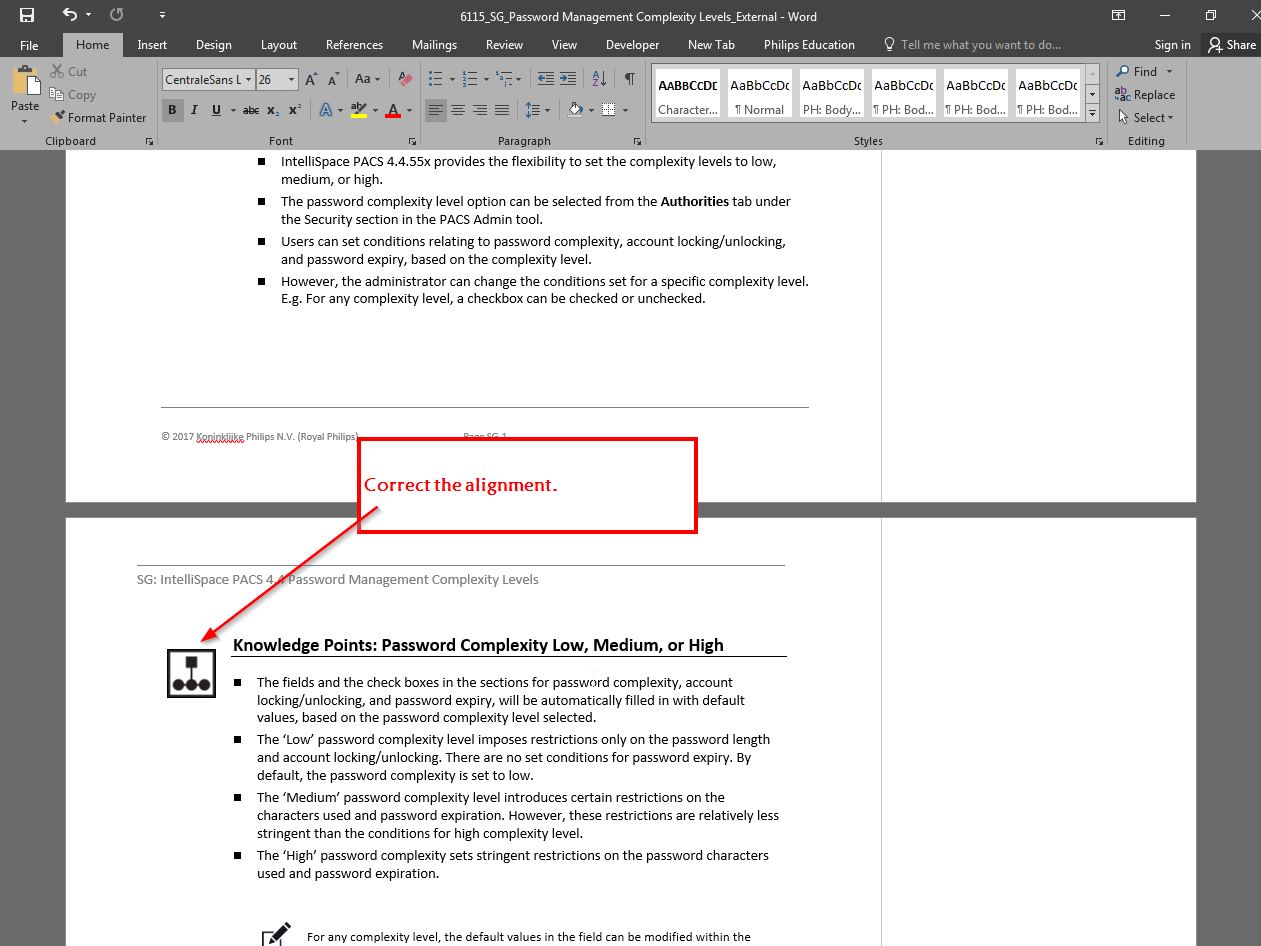 6115_SG_Password Management Complexity Levels_External - Word
File Home Insert Design Layout References Mailings Review View Developer New Tab Philips Education Tell me what you want to do... Sign in Share
Cut
Copy
Paste
Format Painter
Clipboard
CentraleSans L 26
Aa
B I U abc X₂ X²
Font
Paragraph
AaBbCcDc AaBbCcDc AaBbCcDc AaBbCcDc AaBbCcDc AaBbCcDc
Character... ¶ Normal PH: Body... ¶ PH: Bod... ¶ PH: Bod... ¶ PH: Bod...
Styles
Find
Replace
Select
Editing
■ IntelliSpace PACS 4.4.55x provides the flexibility to set the complexity levels to low,
medium, or high.
■ The password complexity level option can be selected from the Authorities tab under
the Security section in the PACS Admin tool.
■ Users can set conditions relating to password complexity, account locking/unlocking,
and password expiry, based on the complexity level.
■ However, the administrator can change the conditions set for a specific complexity level.
E.g. For any complexity level, a checkbox can be checked or unchecked.
© 2017 Koninklijke Philips N.V. (Royal Philips) Page SG-1
Correct the alignment.
SG: IntelliSpace PACS 4.4 Password Management Complexity Levels
Knowledge Points: Password Complexity Low, Medium, or High
■ The fields and the check boxes in the sections for password complexity, account
locking/unlocking, and password expiry, will be automatically filled in with default
values, based on the password complexity level selected.
■ The ‘Low’ password complexity level imposes restrictions only on the password length
and account locking/unlocking. There are no set conditions for password expiry. By
default, the password complexity is set to low.
■ The ‘Medium’ password complexity level introduces certain restrictions on the
characters used and password expiration. However, these restrictions are relatively less
stringent than the conditions for high complexity level.
■ The ‘High’ password complexity sets stringent restrictions on the password characters
used and password expiration.
For any complexity level, the default values in the field can be modified within the